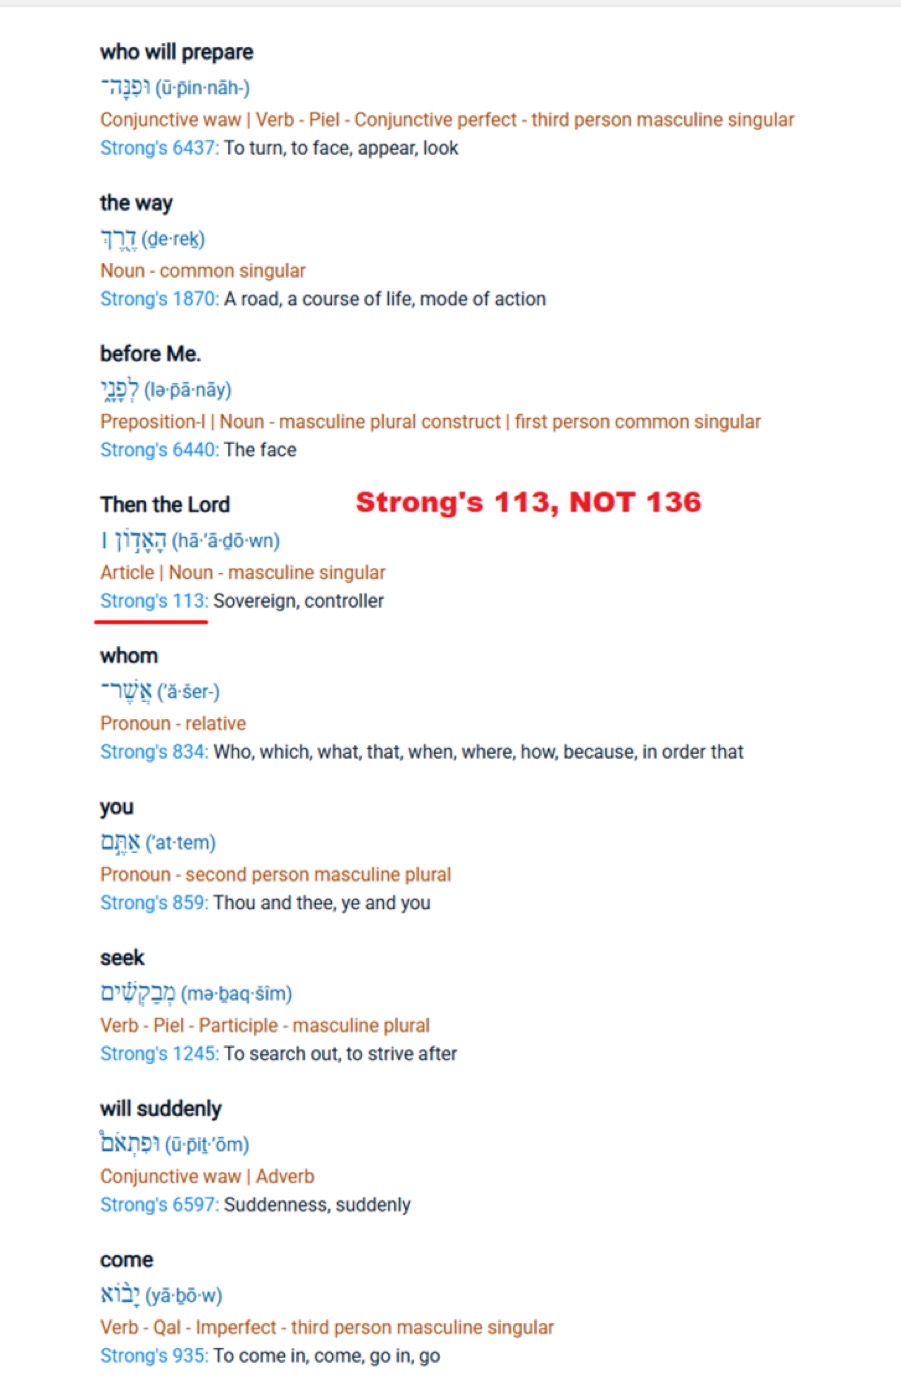 who will prepare
וּפִנָּה־ (ū·p̄in·nāh-)
Conjunctive waw | Verb - Piel - Conjunctive perfect - third person masculine singular
Strong's 6437: To turn, to face, appear, look
the way
דֶ֖רֶךְ (ḏe·reḵ)
Noun - common singular
Strong's 1870: A road, a course of life, mode of action
before Me.
לְפָנָ֑י (lə·p̄ā·nāy)
Preposition-l | Noun - masculine plural construct | first person common singular
Strong's 6440: The face
Then the Lord
Strong's 113, NOT 136
הָאָד֣וֹן ׀ (hā·’ā·ḏō·wn)
Article | Noun - masculine singular
Strong's 113: Sovereign, controller
whom
אֲשֶׁר־ (’ă·šer-)
Pronoun - relative
Strong's 834: Who, which, what, that, when, where, how, because, in order that
you
אַתֶּ֣ם (’at·tem)
Pronoun - second person masculine plural
Strong's 859: Thou and thee, ye and you
seek
מְבַקְשִׁ֗ים (mə·ḇaq·šîm)
Verb - Piel - Participle - masculine plural
Strong's 1245: To search out, to strive after
will suddenly
וּפִתְאֹם֩ (ū·p̄iṯ·’ōm)
Conjunctive waw | Adverb
Strong's 6597: Suddenness, suddenly
come
יָב֨וֹא (yā·ḇō·w)
Verb - Qal - Imperfect - third person masculine singular
Strong's 935: To come in, come, go in, go